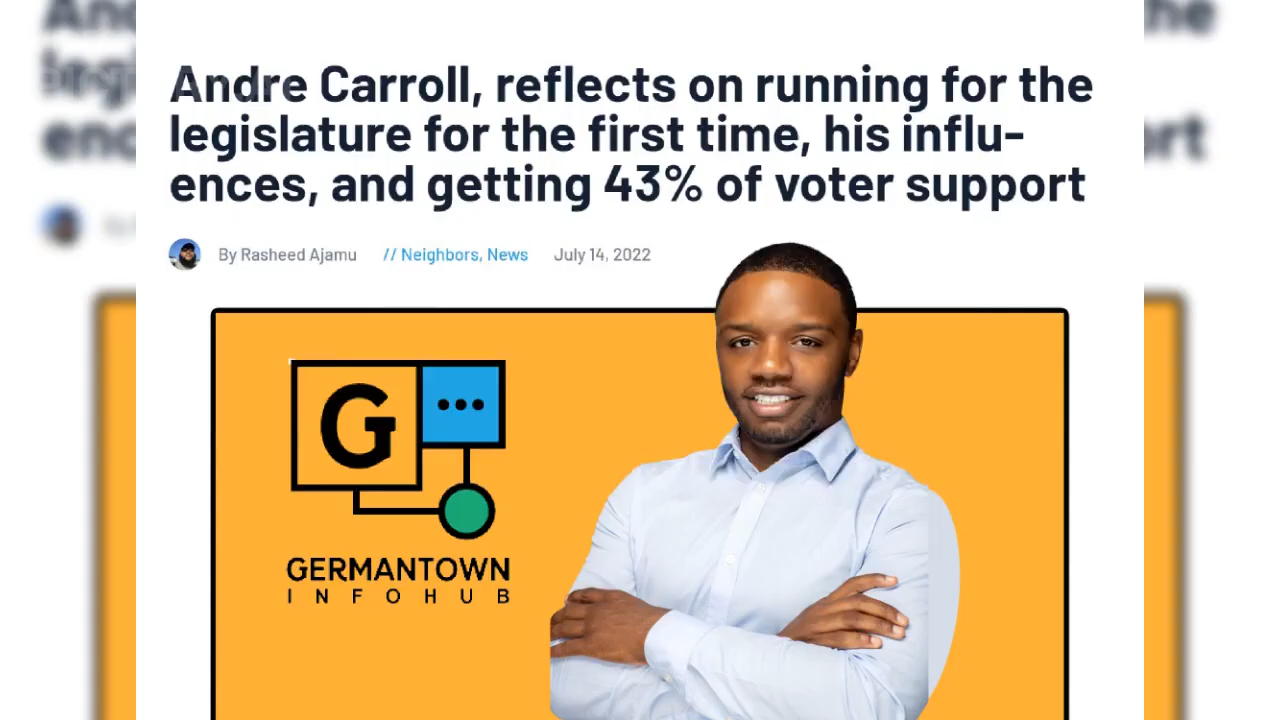 Andre Carroll, reflects on running for the
legislature for the first time, his influ-
ences, and getting 43% of voter support
By Rasheed Ajamu // Neighbors, News July 14, 2022
G
GERMANTOWN
INFOHUB